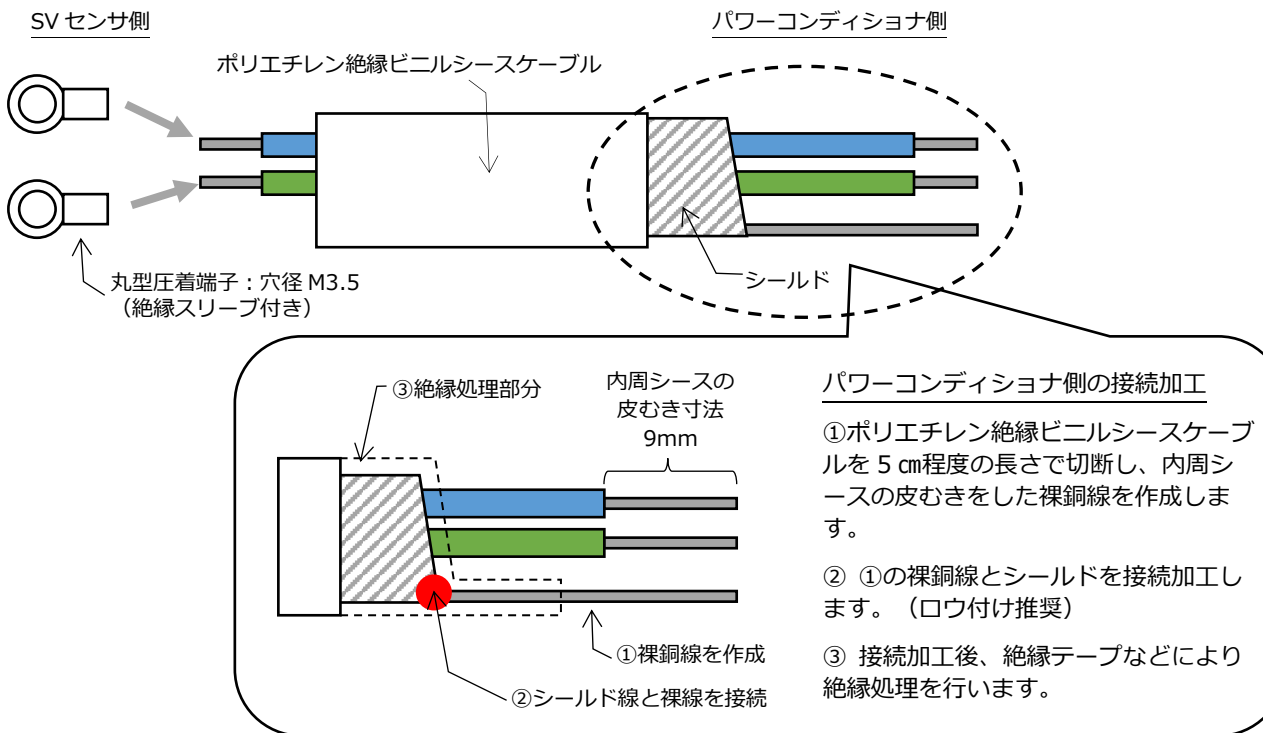 SV センサ側
パワーコンディショナ側
ポリエチレン絶縁ビニルシースケーブル
丸型圧着端子：穴径 M3.5
（絶縁スリーブ付き）
シールド
③絶縁処理部分
内周シースの
皮むき寸法
9mm
①裸銅線を作成
②シールド線と裸線を接続
パワーコンディショナ側の接続加工
①ポリエチレン絶縁ビニルシースケーブ
ルを 5 ㎝程度の長さで切断し、内周シ
ースの皮むきをした裸銅線を作成しま
す。
② ①の裸銅線とシールドを接続加工し
ます。（ロウ付け推奨）
③ 接続加工後、絶縁テープなどにより
絶縁処理を行います。